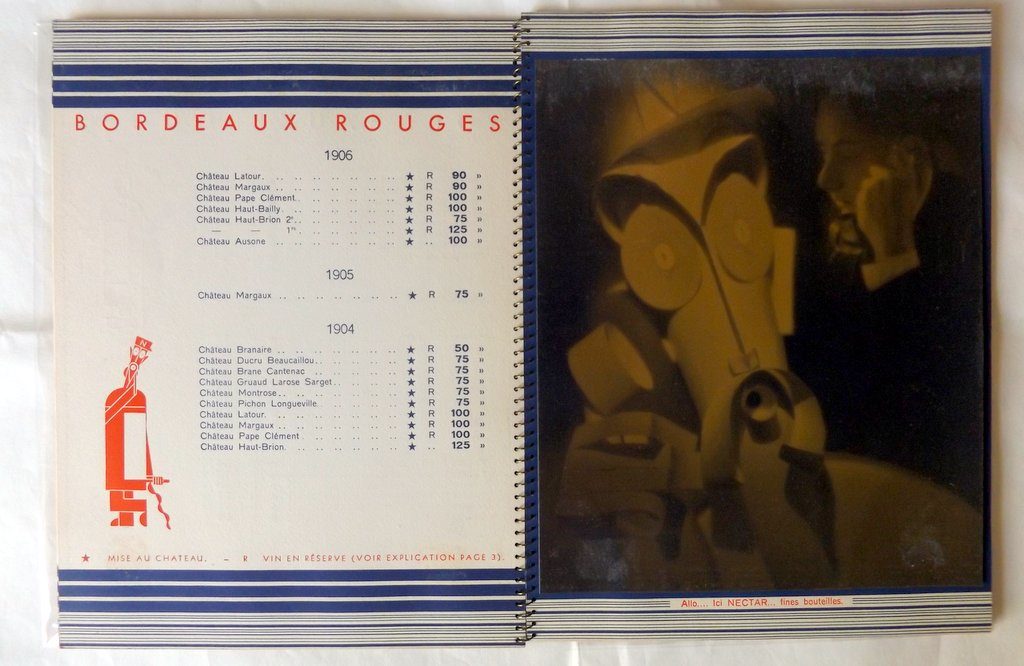 BORDEAUX ROUGES
1906
Château Latour. .. .. .. .. .. .. .. ★ R 90 »
Château Margaux .. .. .. .. .. .. .. ★ R 90 »
Château Pape Clément. .. .. .. .. .. ★ R 100 »
Château Haut-Bailly. .. .. .. .. .. .. ★ R 100 »
Château Haut-Brion 2e. .. .. .. .. .. ★ R 75 »
— — 1re .. .. .. .. .. ★ R 125 »
Château Ausone .. .. .. .. .. .. .. ★ .. 100 »
1905
Château Margaux .. .. .. .. .. .. .. ★ R 75 »
1904
Château Branaire .. .. .. .. .. .. .. ★ R 50 »
Château Ducru Beaucaillou. .. .. .. .. ★ R 75 »
Château Brane Cantenac .. .. .. .. .. ★ R 75 »
Château Gruaud Larose Sarget. .. .. .. ★ R 75 »
Château Montrose. .. .. .. .. .. .. ★ R 75 »
Château Pichon Longueville. .. .. .. .. ★ R 75 »
Château Latour. .. .. .. .. .. .. .. ★ R 100 »
Château Margaux .. .. .. .. .. .. .. ★ R 100 »
Château Pape Clément .. .. .. .. .. ★ R 100 »
Château Haut-Brion. .. .. .. .. .. .. ★ .. 125 »
N
★ MISE AU CHATEAU. – R VIN EN RÉSERVE (VOIR EXPLICATION PAGE 3).
Allo.... Ici NECTAR... fines bouteilles.